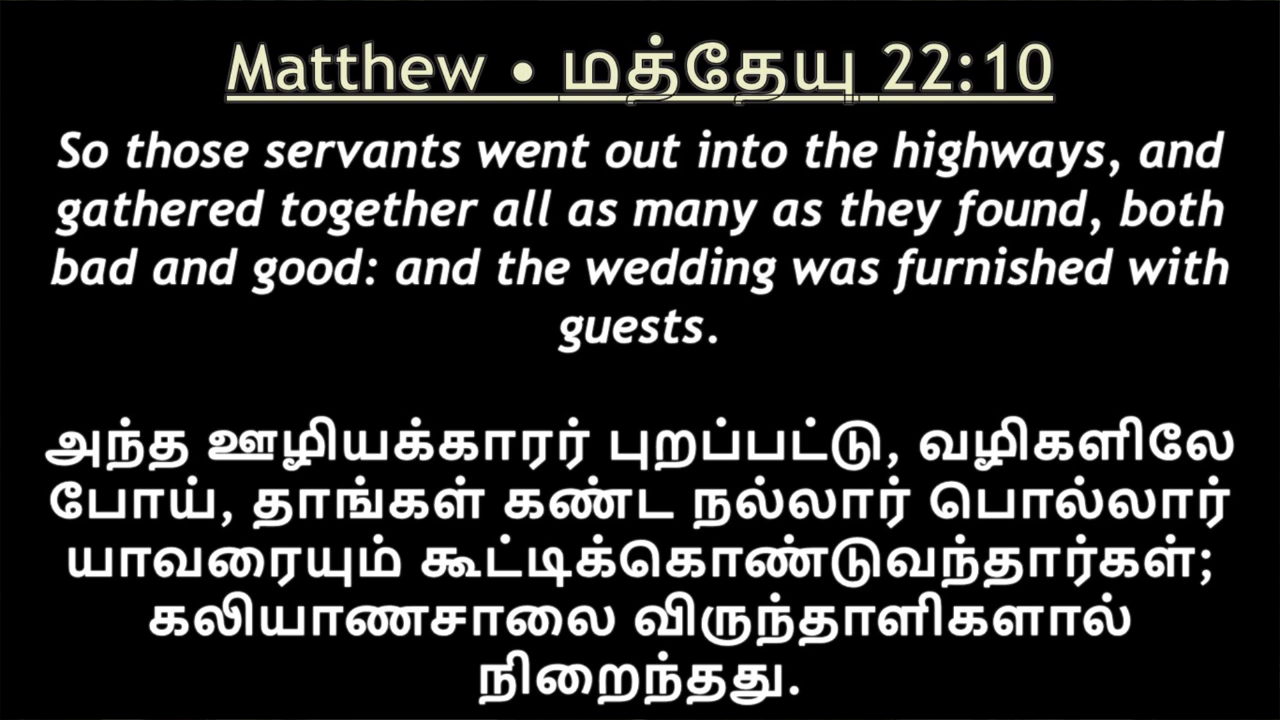 Matthew • மத்தேயு 22:10
So those servants went out into the highways, and
gathered together all as many as they found, both
bad and good: and the wedding was furnished with
guests.
அந்த ஊழியக்காரர் புறப்பட்டு, வழிகளிலே
போய், தாங்கள் கண்ட நல்லார் பொல்லார்
யாவரையும் கூட்டிக்கொண்டுவந்தார்கள்;
கலியாணசாலை விருந்தாளிகளால்
நிறைந்தது.